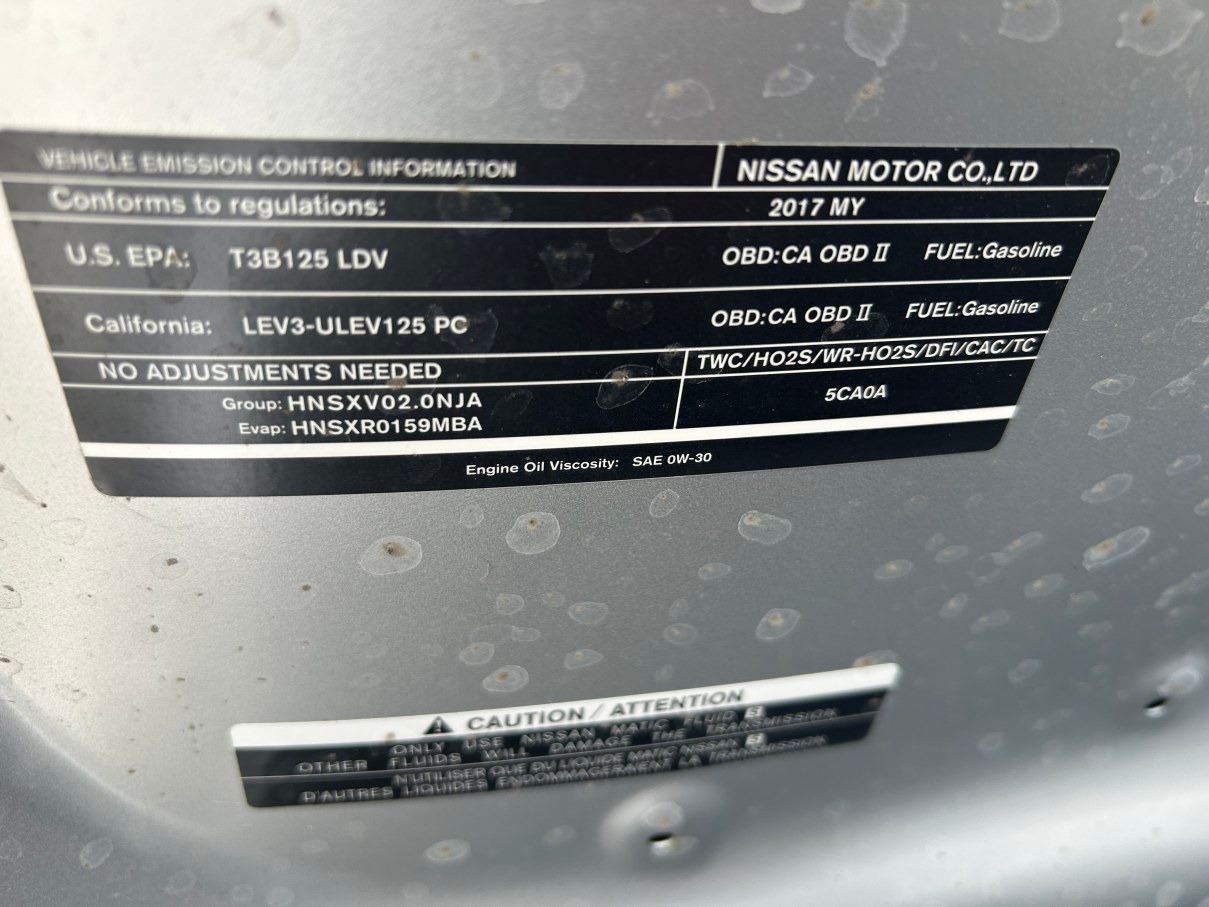 VEHICLE EMISSION CONTROL INFORMATION
NISSAN MOTOR CO.,LTD
Conforms to regulations:
2017 MY
U.S. EPA: T3B125 LDV
OBD:CA OBD II FUEL:Gasoline
California: LEV3-ULEV125 PC
OBD:CA OBD II FUEL:Gasoline
NO ADJUSTMENTS NEEDED
TWC/HO2S/WR-HO2S/DFI/CAC/TC
Group: HNSXV02.0NJA
Evap: HNSXR0159MBA
5CA0A
Engine Oil Viscosity: SAE 0W-30
CAUTION / ATTENTION
ONLY USE NISSAN MATIC FLUID S
OTHER FLUIDS WILL DAMAGE THE TRANSMISSION
N'UTILISER QUE DU LIQUIDE MATIC NISSAN S
D'AUTRES LIQUIDES ENDOMMAGERAIENT LA TRANSMISSION